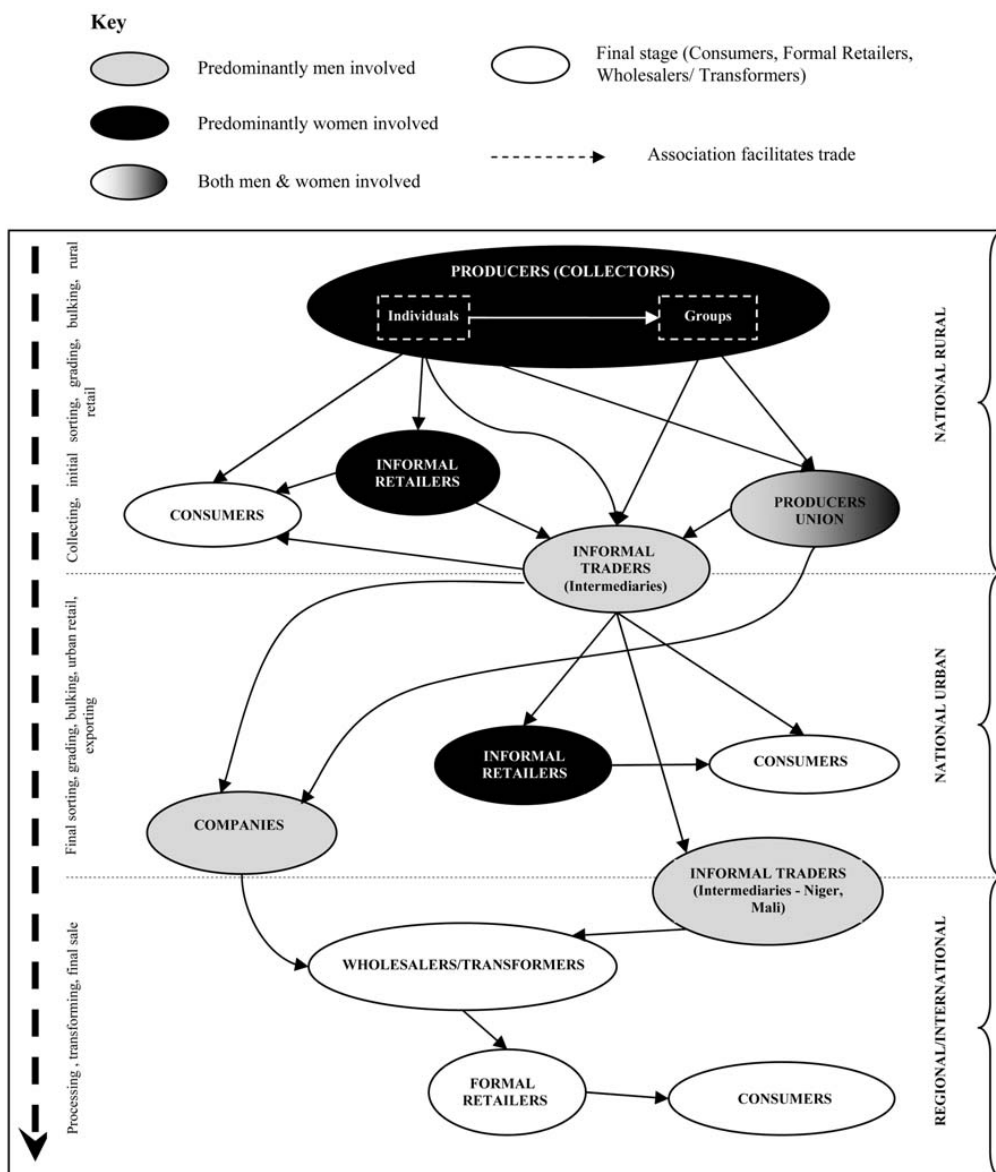 Key
Predominantly men involved
Final stage (Consumers, Formal Retailers,
Wholesalers/ Transformers)
Predominantly women involved
Association facilitates trade
Both men & women involved
Collecting, initial sorting, grading, bulking, rural
retail
NATIONAL RURAL
PRODUCERS (COLLECTORS)
Individuals
Groups
INFORMAL
RETAILERS
CONSUMERS
PRODUCERS
UNION
INFORMAL
TRADERS
(Intermediaries)
Final sorting, grading, bulking, urban retail,
exporting
NATIONAL URBAN
INFORMAL
RETAILERS
CONSUMERS
COMPANIES
INFORMAL TRADERS
(Intermediaries - Niger,
Mali)
Processing , transforming, final sale
REGIONAL/INTERNATIONAL
WHOLESALERS/TRANSFORMERS
FORMAL
RETAILERS
CONSUMERS